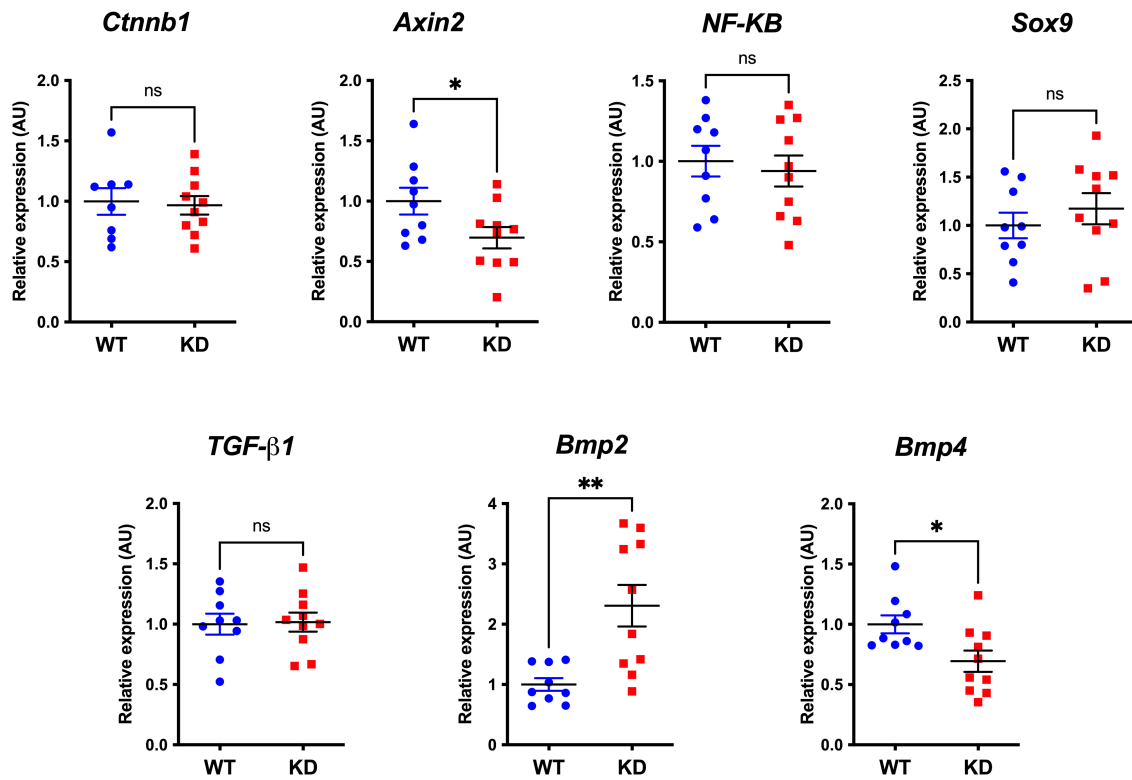 Ctnnb1
Axin2
NF-KB
Sox9
Relative expression (AU)
2.0
1.5
1.0
0.5
0.0
ns
WT
KD
Relative expression (AU)
2.0
1.5
1.0
0.5
0.0
*
WT
KD
Relative expression (AU)
1.5
1.0
0.5
0.0
ns
WT
KD
Relative expression (AU)
2.5
2.0
1.5
1.0
0.5
0.0
ns
WT
KD
TGF-β1
Bmp2
Bmp4
Relative expression (AU)
2.0
1.5
1.0
0.5
0.0
ns
WT
KD
Relative expression (AU)
4
3
2
1
0
**
WT
KD
Relative expression (AU)
2.0
1.5
1.0
0.5
0.0
*
WT
KD